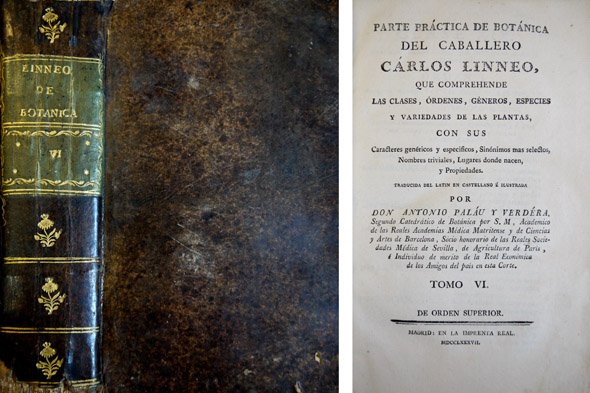 LINNEO
DE
BOTANICA
VI
PARTE PRÁCTICA DE BOTÁNICA
DEL CABALLERO
CÁRLOS LINNEO,
QUE COMPREHENDE
LAS CLASES, ÓRDENES, GÉNEROS, ESPECIES
Y VARIEDADES DE LAS PLANTAS,
CON SUS
Caractéres genéricos y específicos, Sinónimos mas selectos,
Nombres triviales, Lugares donde nacen,
y Propiedades.
TRADUCIDA DEL LATIN EN CASTELLANO É ILUSTRADA
POR
DON ANTONIO PALÁU Y VERDÉRA,
Segundo Catedrático de Botánica por S. M, Academico
de las Reales Academias Médica Matritense y de Ciencias
y Artes de Barcelona, Sócio honorario de las Reales Socie-
dades Médica de Sevilla, de Agricultura de Paris,
é Individuo de merito de la Real Económica
de los Amigos del pais en esta Corte.
TOMO VI.
DE ORDEN SUPERIOR.
MADRID: EN LA IMPRENTA REAL.
MDCCLXXXVII.